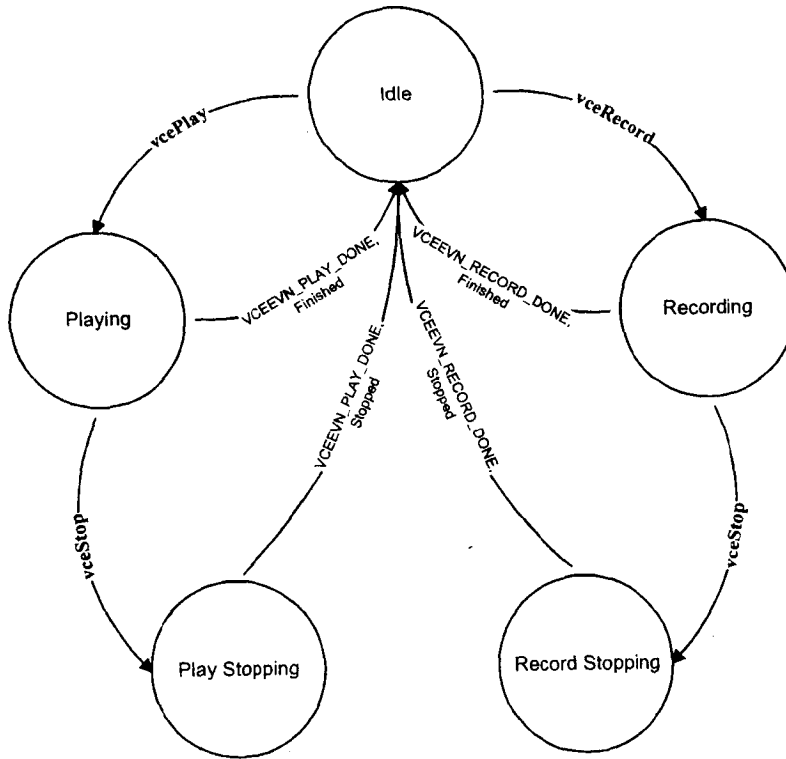 Idle
vcePlay
vceRecord
VCEEVN_PLAY_DONE,
Finished
VCEEVN_RECORD_DONE,
Finished
Playing
Recording
VCEEVN_PLAY_DONE,
Stopped
VCEEVN_RECORD_DONE,
Stopped
vceStop
vceStop
Play Stopping
Record Stopping